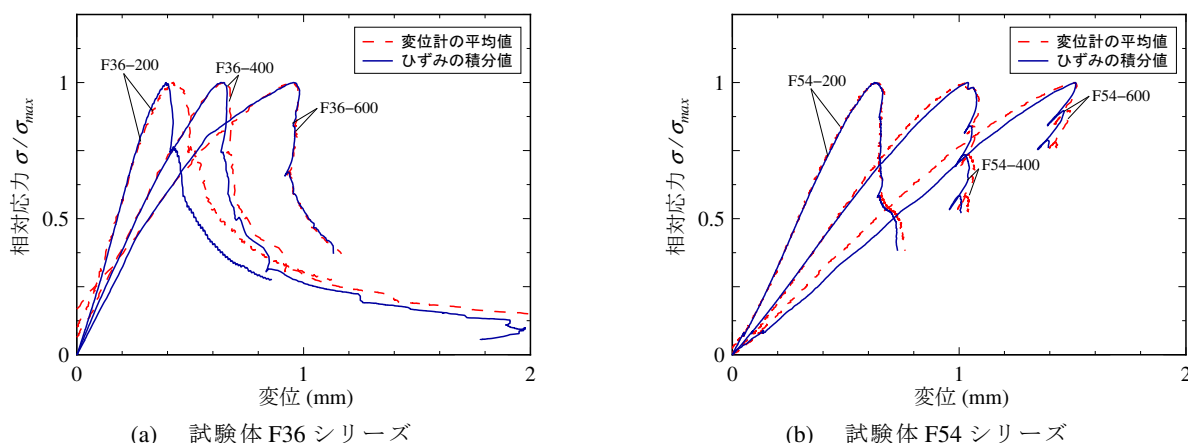 相対応力 σ/σmax
1
0.5
0
0
1
2
変位 (mm)
変位計の平均値
ひずみの積分値
F36-200
F36-400
F36-600
(a) 試験体 F36 シリーズ
相対応力 σ/σmax
1
0.5
0
0
1
2
変位 (mm)
変位計の平均値
ひずみの積分値
F54-200
F54-600
F54-400
(b) 試験体 F54 シリーズ